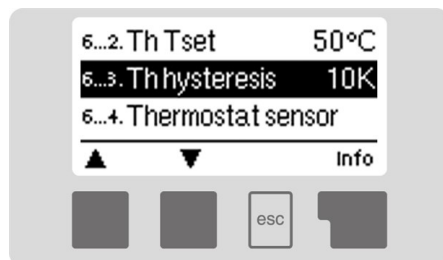 6...2. Th Tset 50°C
6...3. Th hysteresis 10K
6...4. Thermostat sensor
▲ ▼ Info
esc